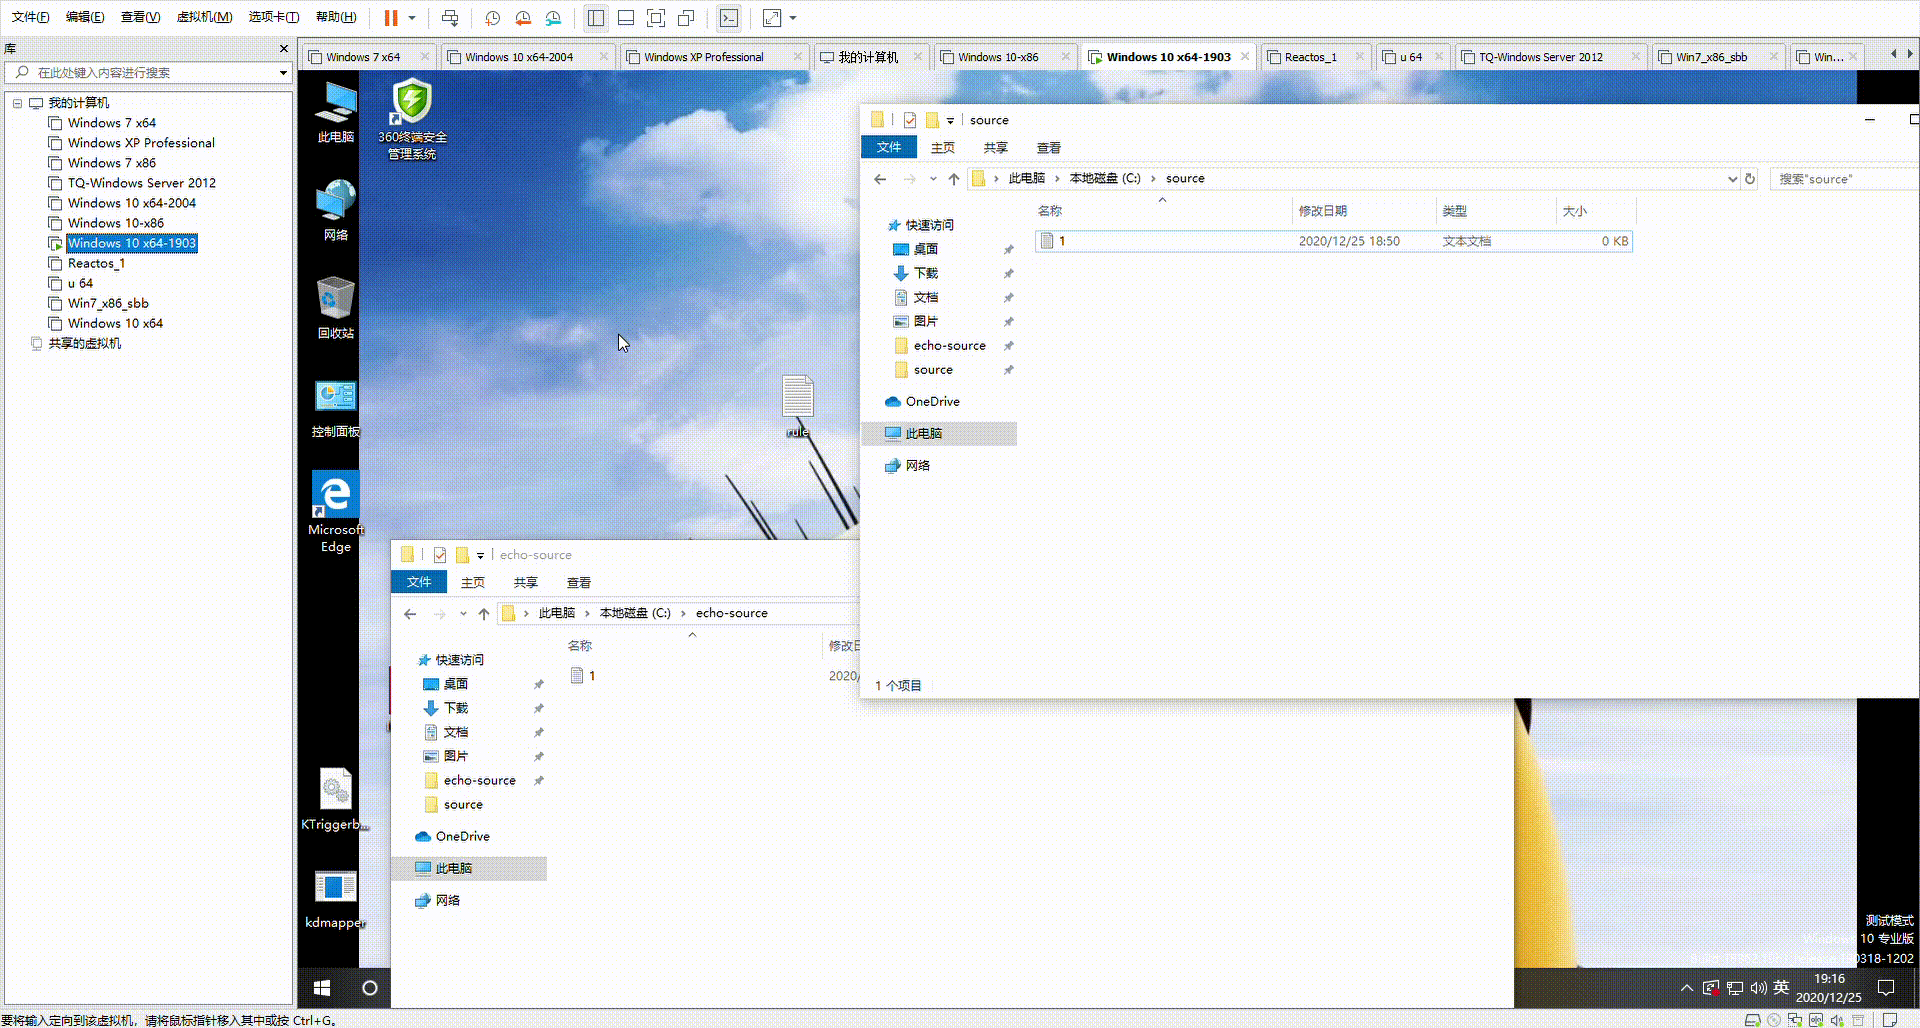 文件(F) 编辑(E) 查看(V) 虚拟机(M) 选项卡(T) 帮助(H)
库
在此处键入内容进行搜索
我的计算机
Windows 7 x64
Windows XP Professional
Windows 7 x86
TQ-Windows Server 2012
Windows 10 x64-2004
Windows 10-x86
Windows 10 x64-1903
Reactos_1
u 64
Win7_x86_sbb
Windows 10 x64
共享的虚拟机
Windows 7 x64 Windows 10 x64-2004 Windows XP Professional 我的计算机 Windows 10-x86 Windows 10 x64-1903 Reactos_1 u 64 TQ-Windows Server 2012 Win7_x86_sbb Win...
此电脑
360终端安全
管理系统
网络
回收站
控制面板
Microsoft
Edge
KTriggerb...
kdmapper
rule
source
文件 主页 共享 查看
此电脑 本地磁盘 (C:) source
搜索"source"
名称 修改日期 类型 大小
1 2020/12/25 18:50 文本文档 0 KB
快速访问
桌面
下载
文档
图片
echo-source
source
OneDrive
此电脑
网络
1 个项目
echo-source
文件 主页 共享 查看
此电脑 本地磁盘 (C:) echo-source
名称 修改日
1 2020/
快速访问
桌面
下载
文档
图片
echo-source
source
OneDrive
此电脑
网络
测试模式
Windows 10 专业版
英
19:16
2020/12/25
要将输入定向到该虚拟机，请将鼠标指针移入其中或按 Ctrl+G。